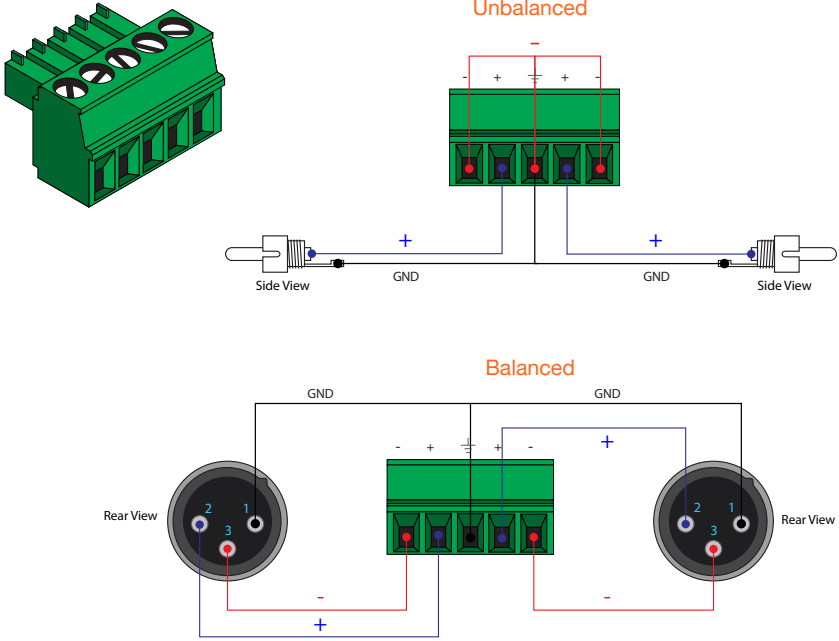 Unbalanced
-
- + + -
+ +
GND GND
Side View Side View
Balanced
GND GND
- + + -
+
2 1 2 1
Rear View Rear View
3 3
- -
+